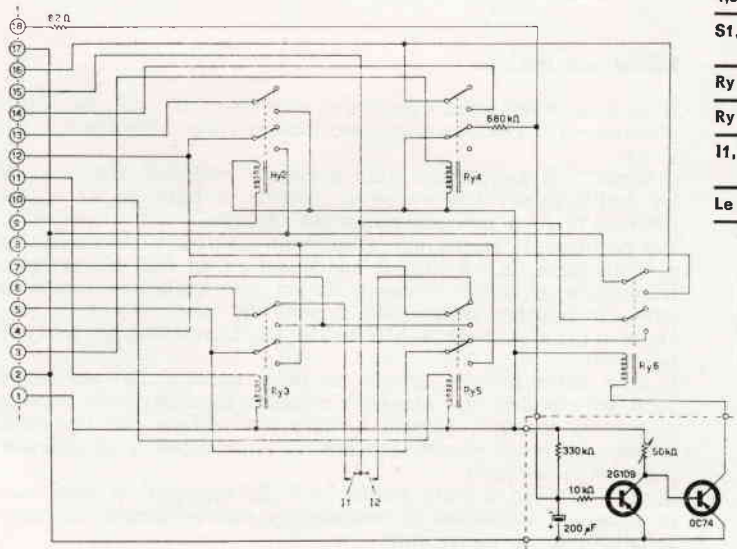 18 82 Ω
17
16
15
14
13
12
11
10
9
8
7
6
5
4
3
2
1
680 kΩ
Ry2
Ry4
Ry3
Ry5
Ry6
I1 I2
330 kΩ
50 kΩ
10 kΩ
2G109
OC74
200 µF
+
S1,
Ry
Ry
I1,
Le